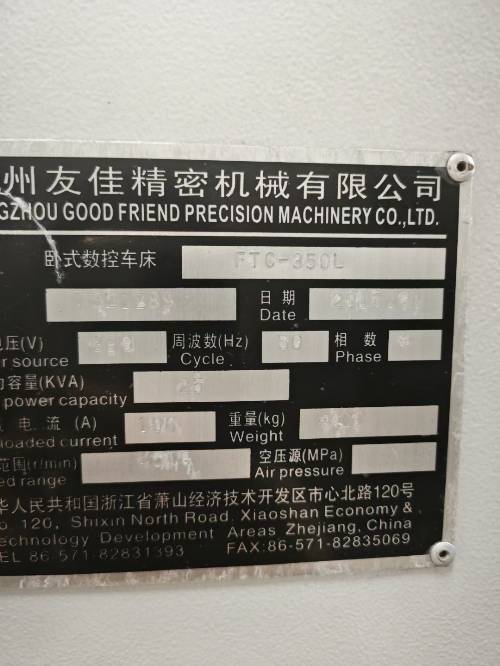 州友佳精密机械有限公司
GZHOU GOOD FRIEND PRECISION MACHINERY CO.,LTD.
卧式数控车床 FTC-350L
日期
Date
压(V) 周波数(Hz) 相数
source Cycle Phase
容量(KVA)
power capacity
电流(A) 重量(kg)
loaded current Weight
范围(r/min) 空压源(MPa)
ed range Air pressure
华人民共和国浙江省萧山经济技术开发区市心北路120号
o 120, Shixin North Road, Xiaoshan Economy &
echnology Development Areas Zhejiang, China
EL 86-571-82831393 FAX:86-571-82835069